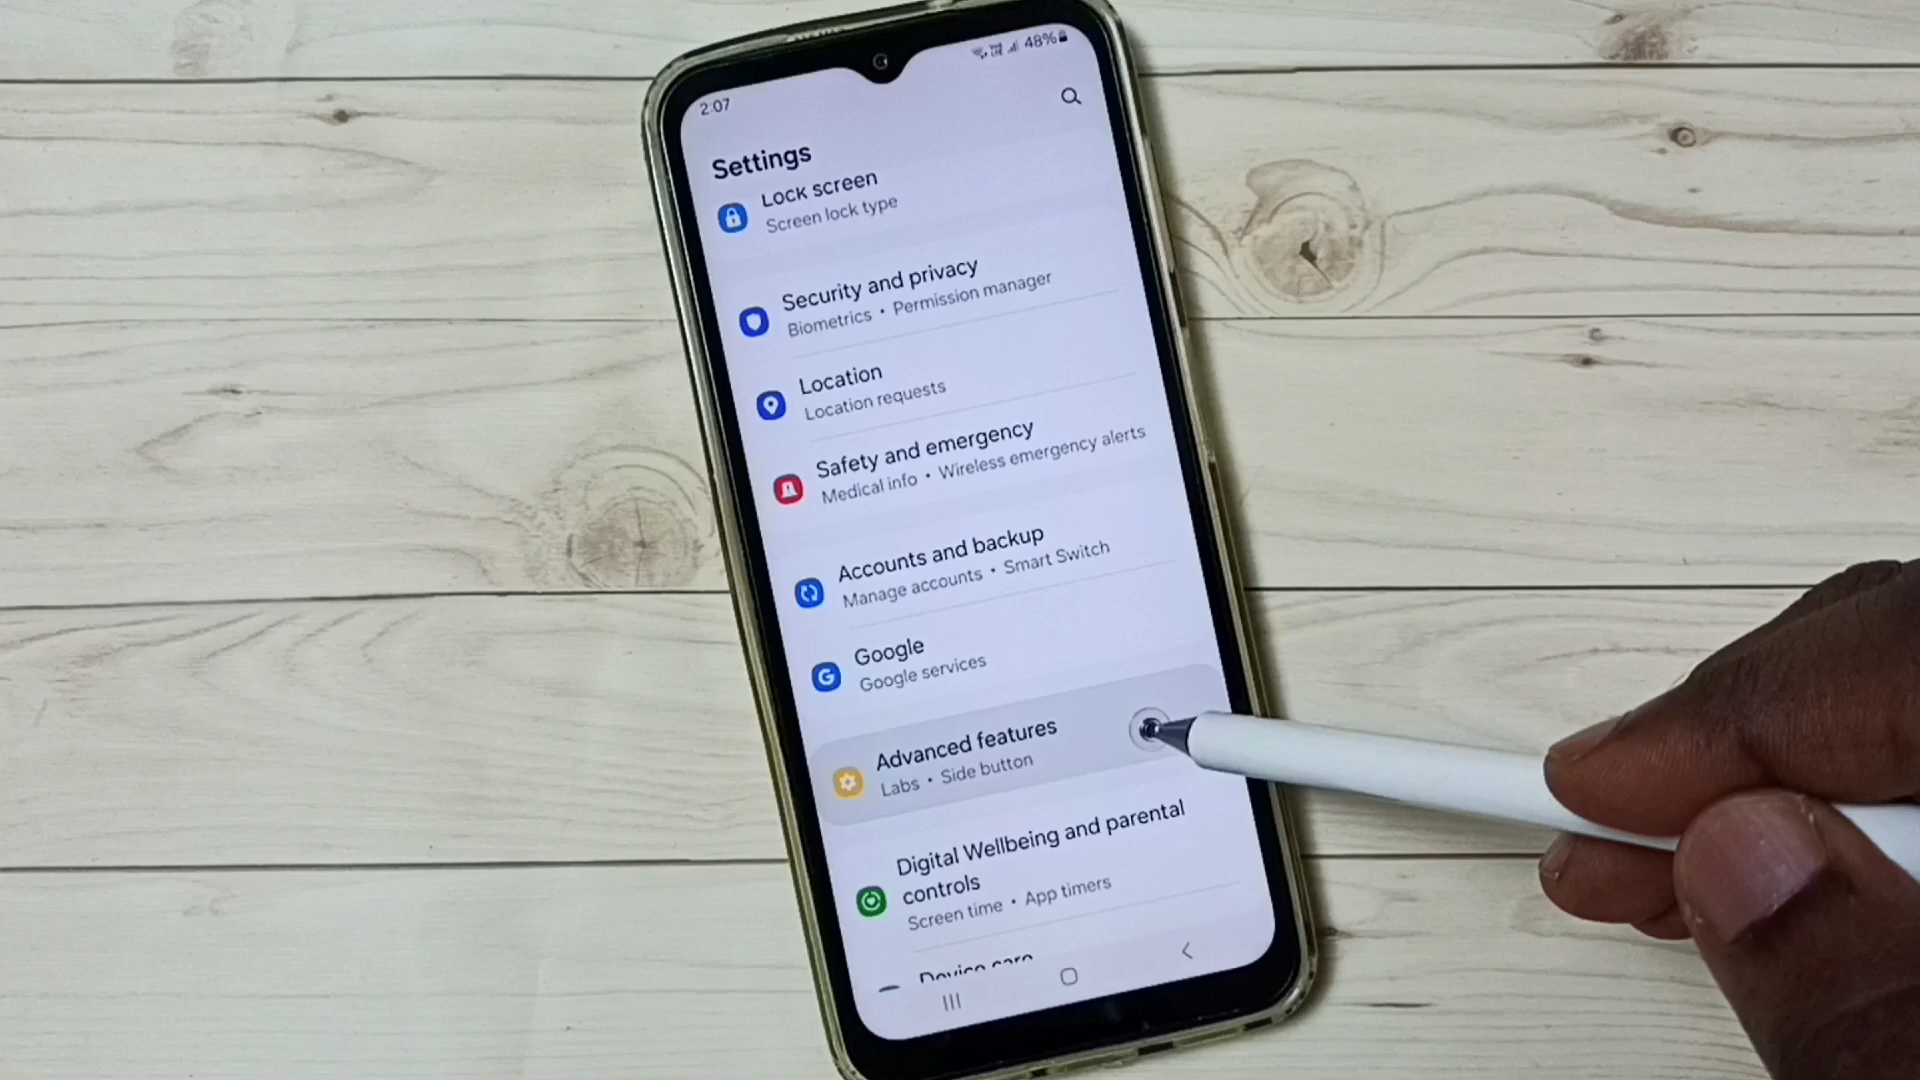 2:07
48%
Settings
Lock screen
Screen lock type
Security and privacy
Biometrics • Permission manager
Location
Location requests
Safety and emergency
Medical info • Wireless emergency alerts
Accounts and backup
Manage accounts • Smart Switch
Google
Google services
Advanced features
Labs • Side button
Digital Wellbeing and parental
controls
Screen time • App timers
Device care